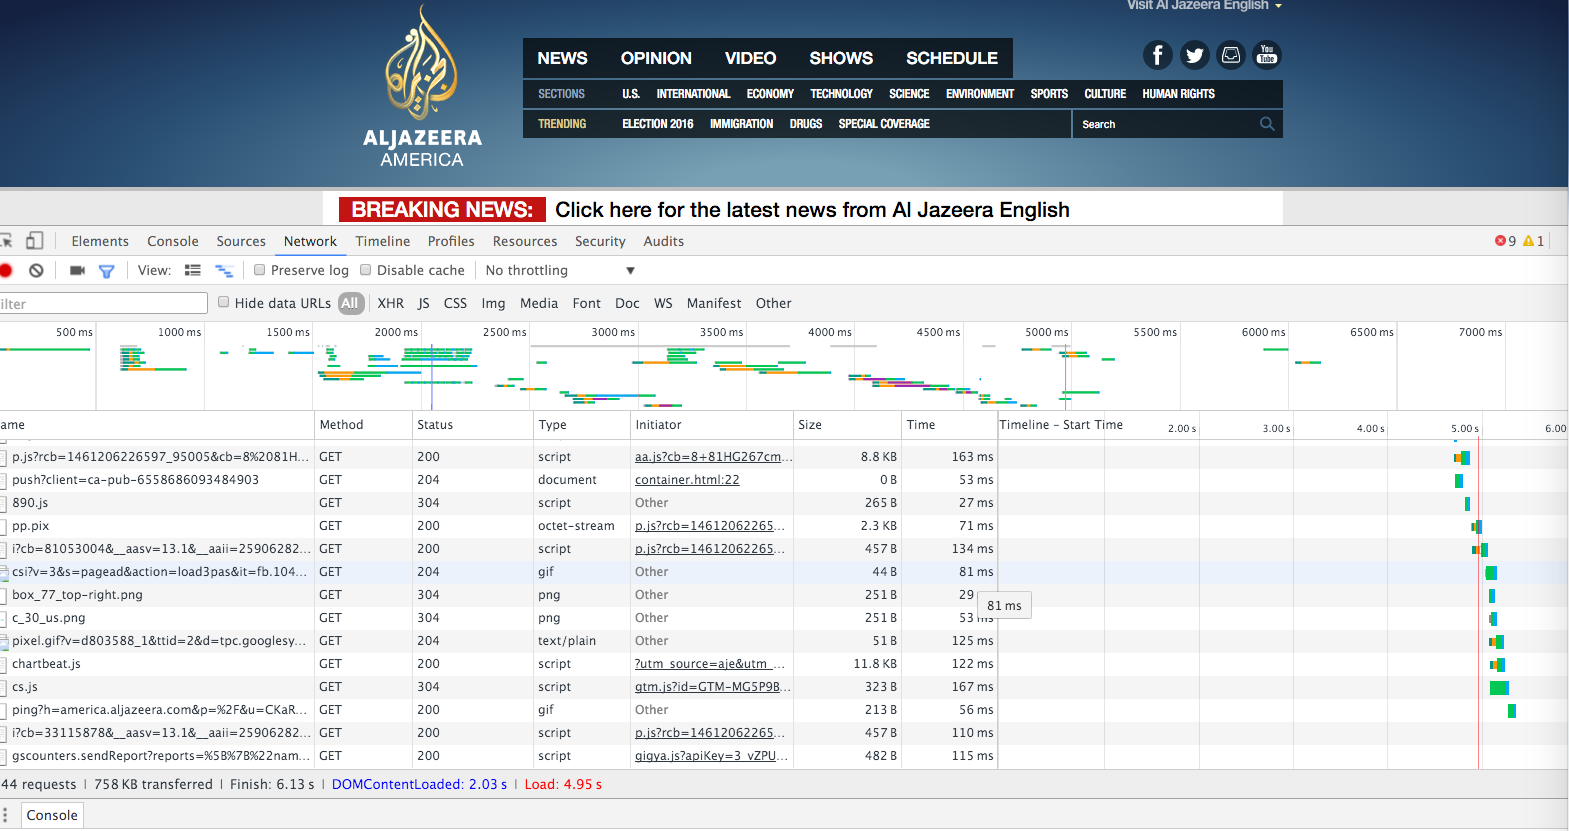 Visit Al Jazeera English
NEWS OPINION VIDEO SHOWS SCHEDULE
SECTIONS U.S. INTERNATIONAL ECONOMY TECHNOLOGY SCIENCE ENVIRONMENT SPORTS CULTURE HUMAN RIGHTS
TRENDING ELECTION 2016 IMMIGRATION DRUGS SPECIAL COVERAGE Search
You Tube
ALJAZEERA
AMERICA
BREAKING NEWS: Click here for the latest news from Al Jazeera English
Elements Console Sources Network Timeline Profiles Resources Security Audits 9 1
View: Preserve log Disable cache No throttling
ilter Hide data URLs All XHR JS CSS Img Media Font Doc WS Manifest Other
500 ms 1000 ms 1500 ms 2000 ms 2500 ms 3000 ms 3500 ms 4000 ms 4500 ms 5000 ms 5500 ms 6000 ms 6500 ms 7000 ms
ame Method Status Type Initiator Size Time Timeline – Start Time 2.00 s 3.00 s 4.00 s 5.00 s 6.00
p.js?rcb=1461206226597_95005&cb=8%2081H... GET 200 script aa.js?cb=8+81HG267cm... 8.8 KB 163 ms
push?client=ca-pub-6558686093484903 GET 204 document container.html:22 0 B 53 ms
890.js GET 304 script Other 265 B 27 ms
pp.pix GET 200 octet-stream p.js?rcb=14612062265... 2.3 KB 71 ms
i?cb=81053004&__aasv=13.1&__aaii=25906282... GET 200 script p.js?rcb=14612062265... 457 B 134 ms
csi?v=3&s=pagead&action=load3pas&it=fb.104... GET 204 gif Other 44 B 81 ms
box_77_top-right.png GET 304 png Other 251 B 29
81 ms
c_30_us.png GET 304 png Other 251 B 53 ms
pixel.gif?v=d803588_1&ttid=2&d=tpc.googlesy... GET 204 text/plain Other 51 B 125 ms
chartbeat.js GET 200 script ?utm_source=aje&utm_... 11.8 KB 122 ms
cs.js GET 304 script gtm.js?id=GTM-MG5P9B... 323 B 167 ms
ping?h=america.aljazeera.com&p=%2F&u=CKaR... GET 200 gif Other 213 B 56 ms
i?cb=33115878&__aasv=13.1&__aaii=25906282... GET 200 script p.js?rcb=14612062265... 457 B 110 ms
gscounters.sendReport?reports=%5B%7B%22nam... GET 200 script gigya.js?apiKey=3_vZPU... 482 B 115 ms
44 requests | 758 KB transferred | Finish: 6.13 s | DOMContentLoaded: 2.03 s | Load: 4.95 s
Console